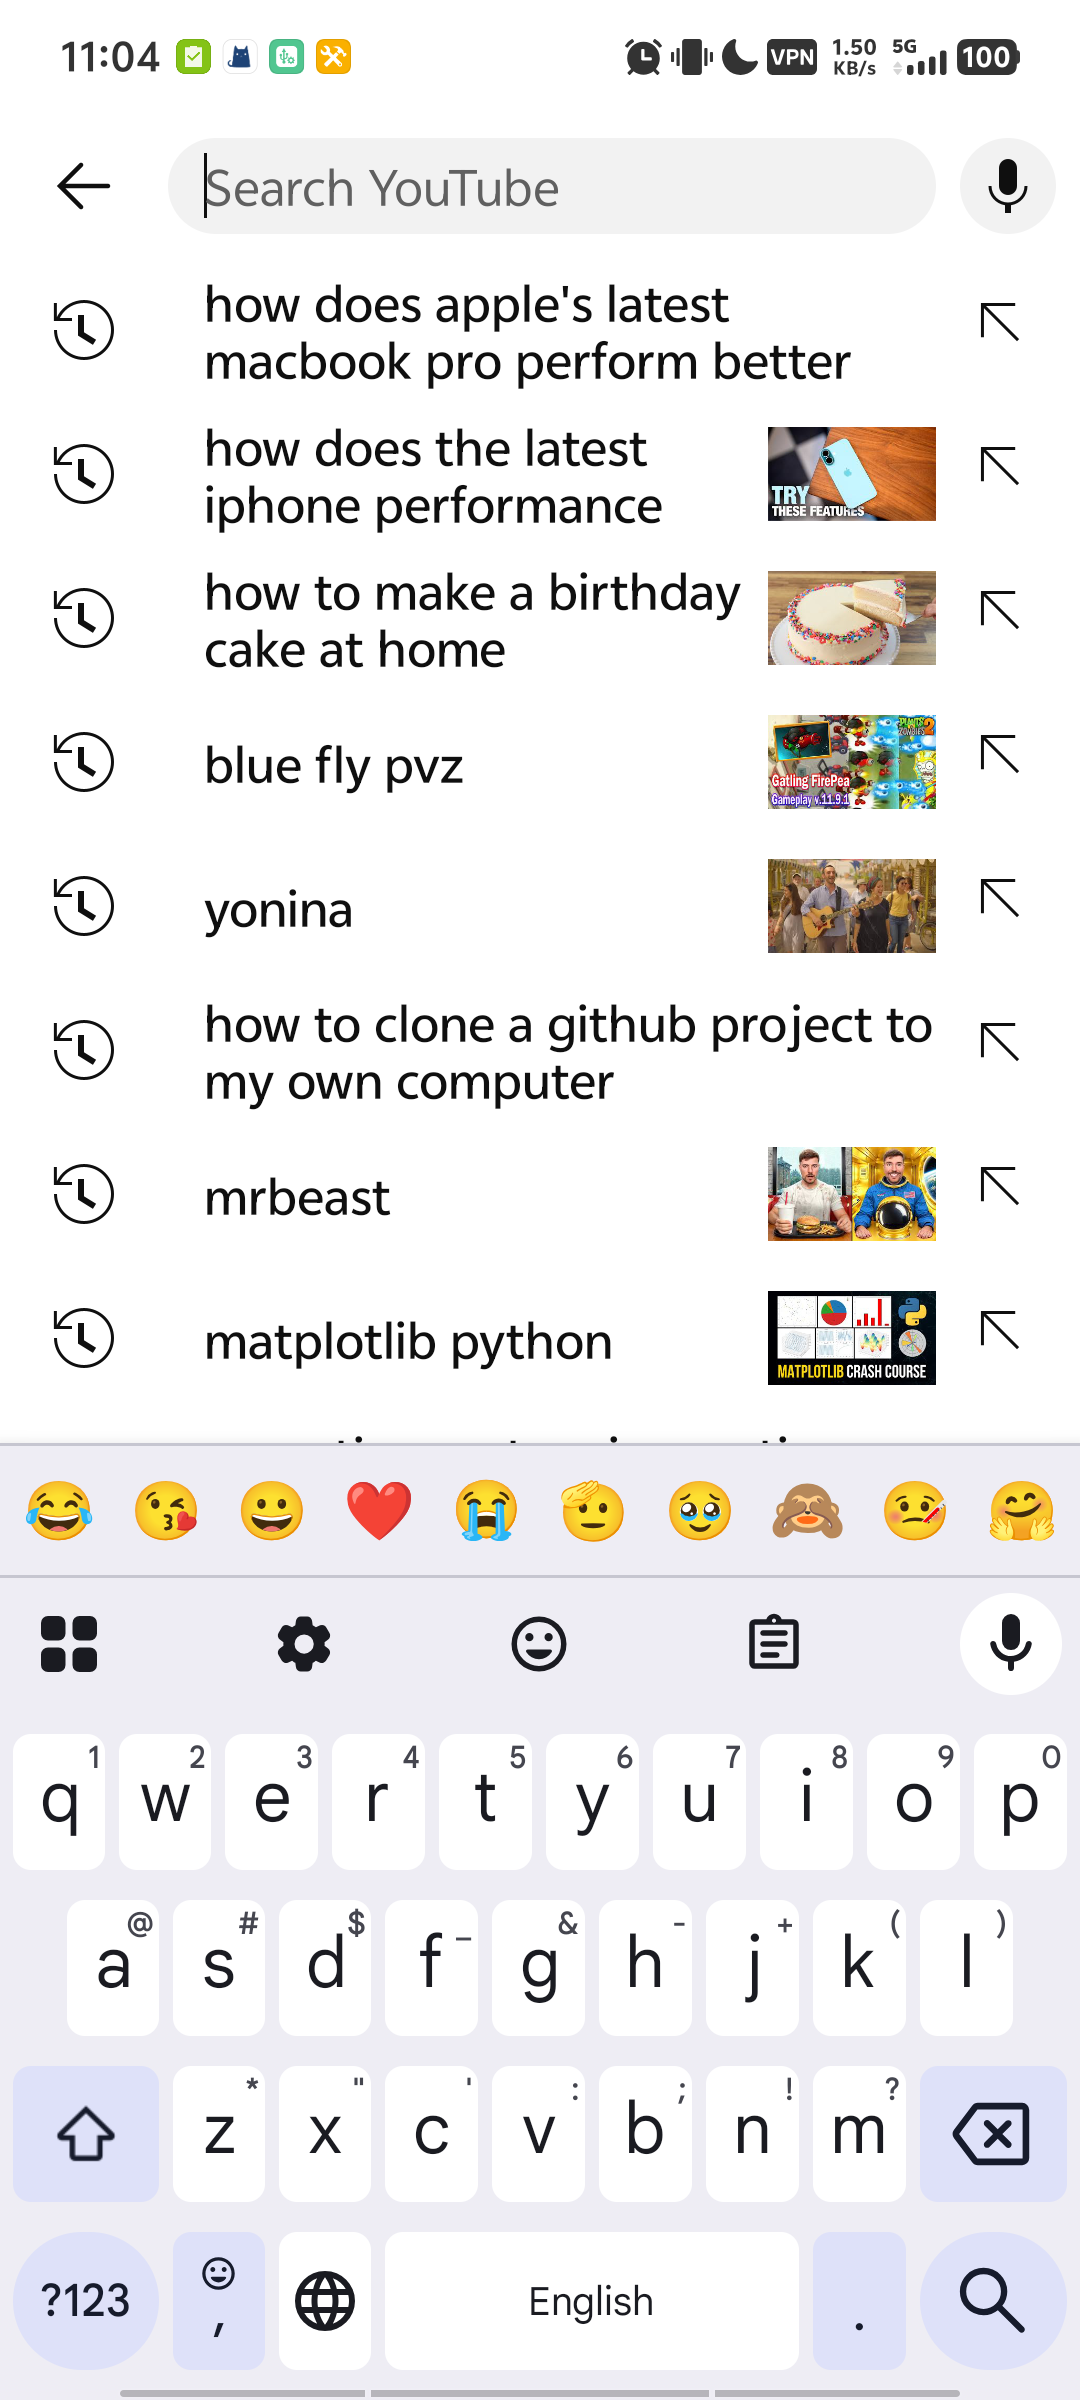 11:04
VPN
1.50
KB/s
5G
100
Search YouTube
how does apple's latest
macbook pro perform better
how does the latest
iphone performance
TRY
THESE FEATURES
how to make a birthday
cake at home
blue fly pvz
PLANTS
ZOMBIES 2
Gatling FirePea
Gameplay v.11.9.1
yonina
how to clone a github project to
my own computer
mrbeast
matplotlib python
MATPLOTLIB CRASH COURSE
1 2 3 4 5 6 7 8 9 0
q w e r t y u i o p
@ # $ _ & - + ( )
a s d f g h j k l
* " ' : ; ! ?
z x c v b n m
?123
,
English
.